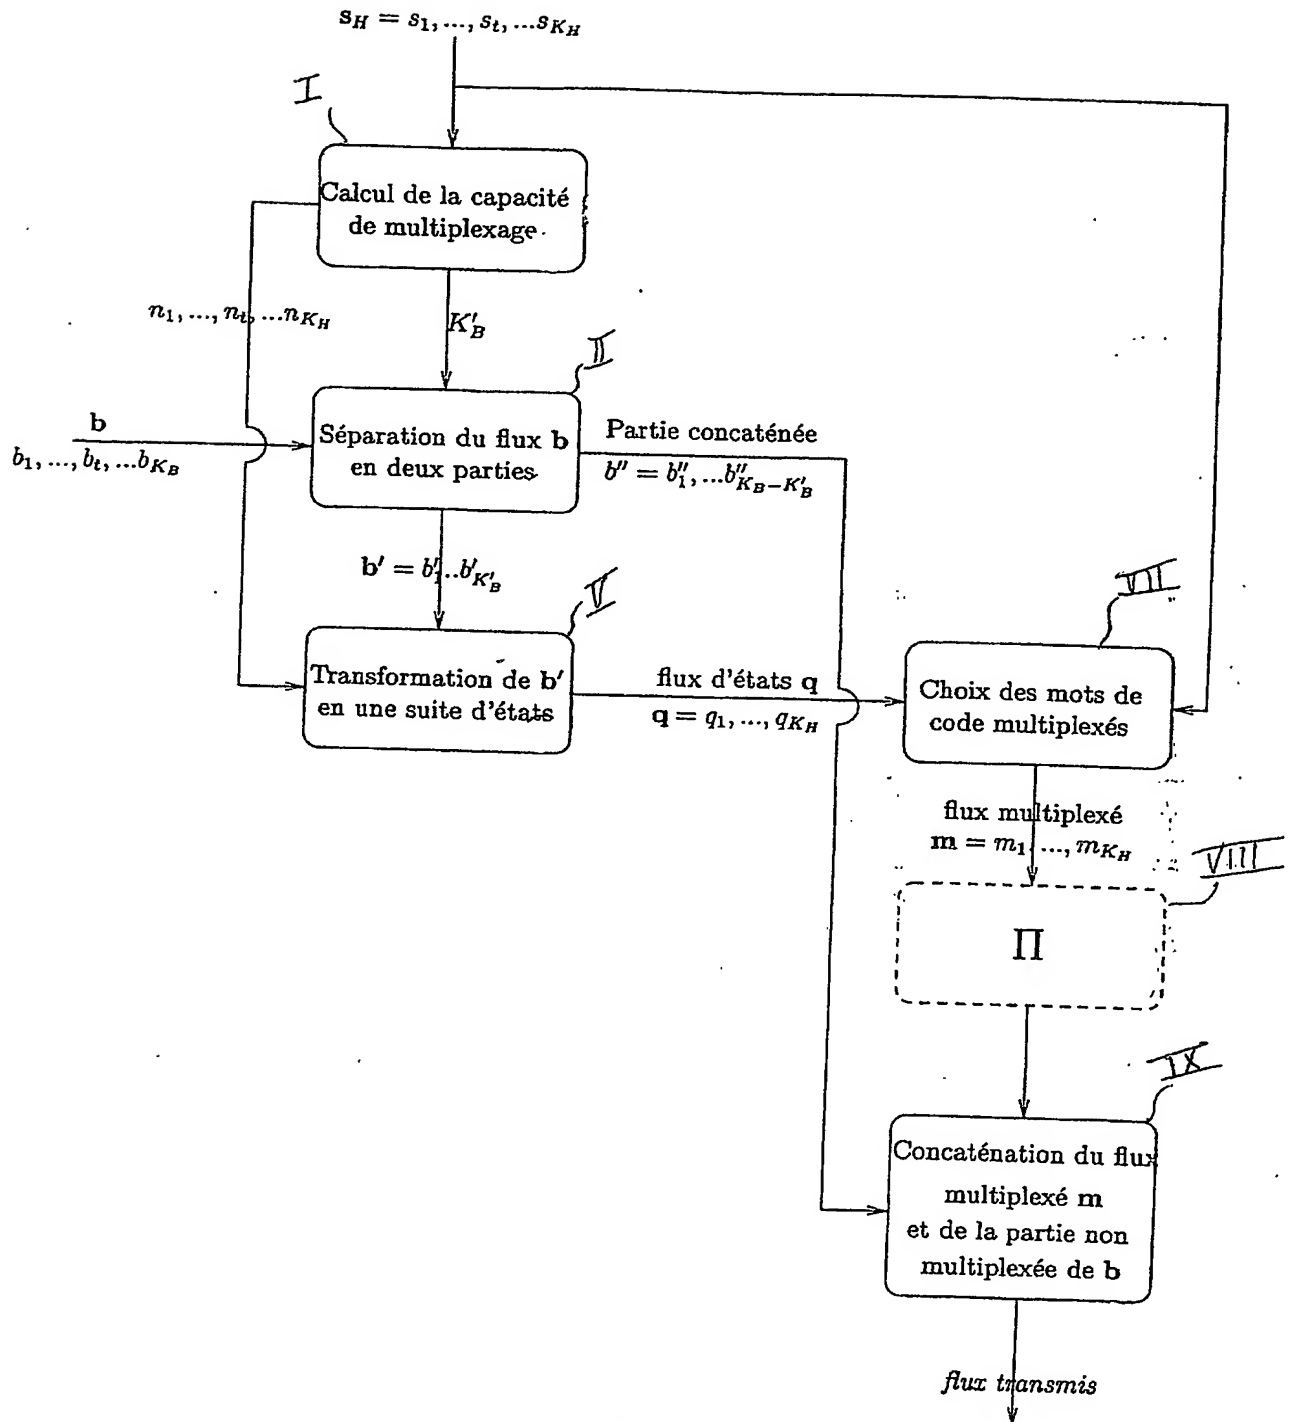 s_H = s_1, ..., s_t, ...s_{K_H}
I
Calcul de la capacité
de multiplexage
n_1, ..., n_t, ...n_{K_H}
K'_B
II
b
b_1, ..., b_t, ...b_{K_B}
Séparation du flux b
en deux parties
Partie concaténée
b'' = b''_1, ...b''_{K_B-K'_B}
b' = b'_1..b'_{K'_B}
V
VII
Transformation de b'
en une suite d'états
flux d'états q
q = q_1, ..., q_{K_H}
Choix des mots de
code multiplexés
flux multiplexé
m = m_1, ..., m_{K_H}
VIII
Π
IX
Concaténation du flux
multiplexé m
et de la partie non
multiplexée de b
flux transmis